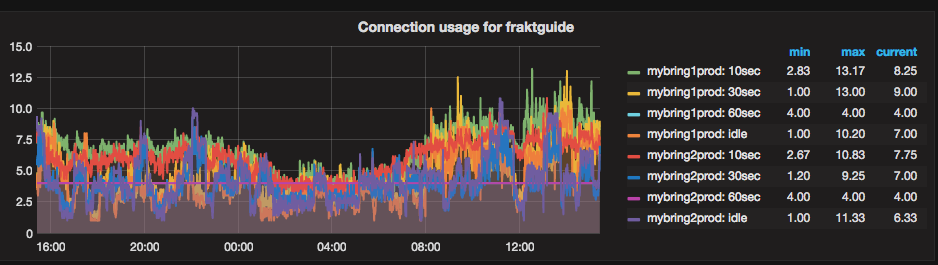 Connection usage for fraktguide
15.0
12.5
10.0
7.5
5.0
2.5
0
16:00 20:00 00:00 04:00 08:00 12:00
min max current
mybring1prod: 10sec 2.83 13.17 8.25
mybring1prod: 30sec 1.00 13.00 9.00
mybring1prod: 60sec 4.00 4.00 4.00
mybring1prod: idle 1.00 10.20 7.00
mybring2prod: 10sec 2.67 10.83 7.75
mybring2prod: 30sec 1.20 9.25 7.00
mybring2prod: 60sec 4.00 4.00 4.00
mybring2prod: idle 1.00 11.33 6.33